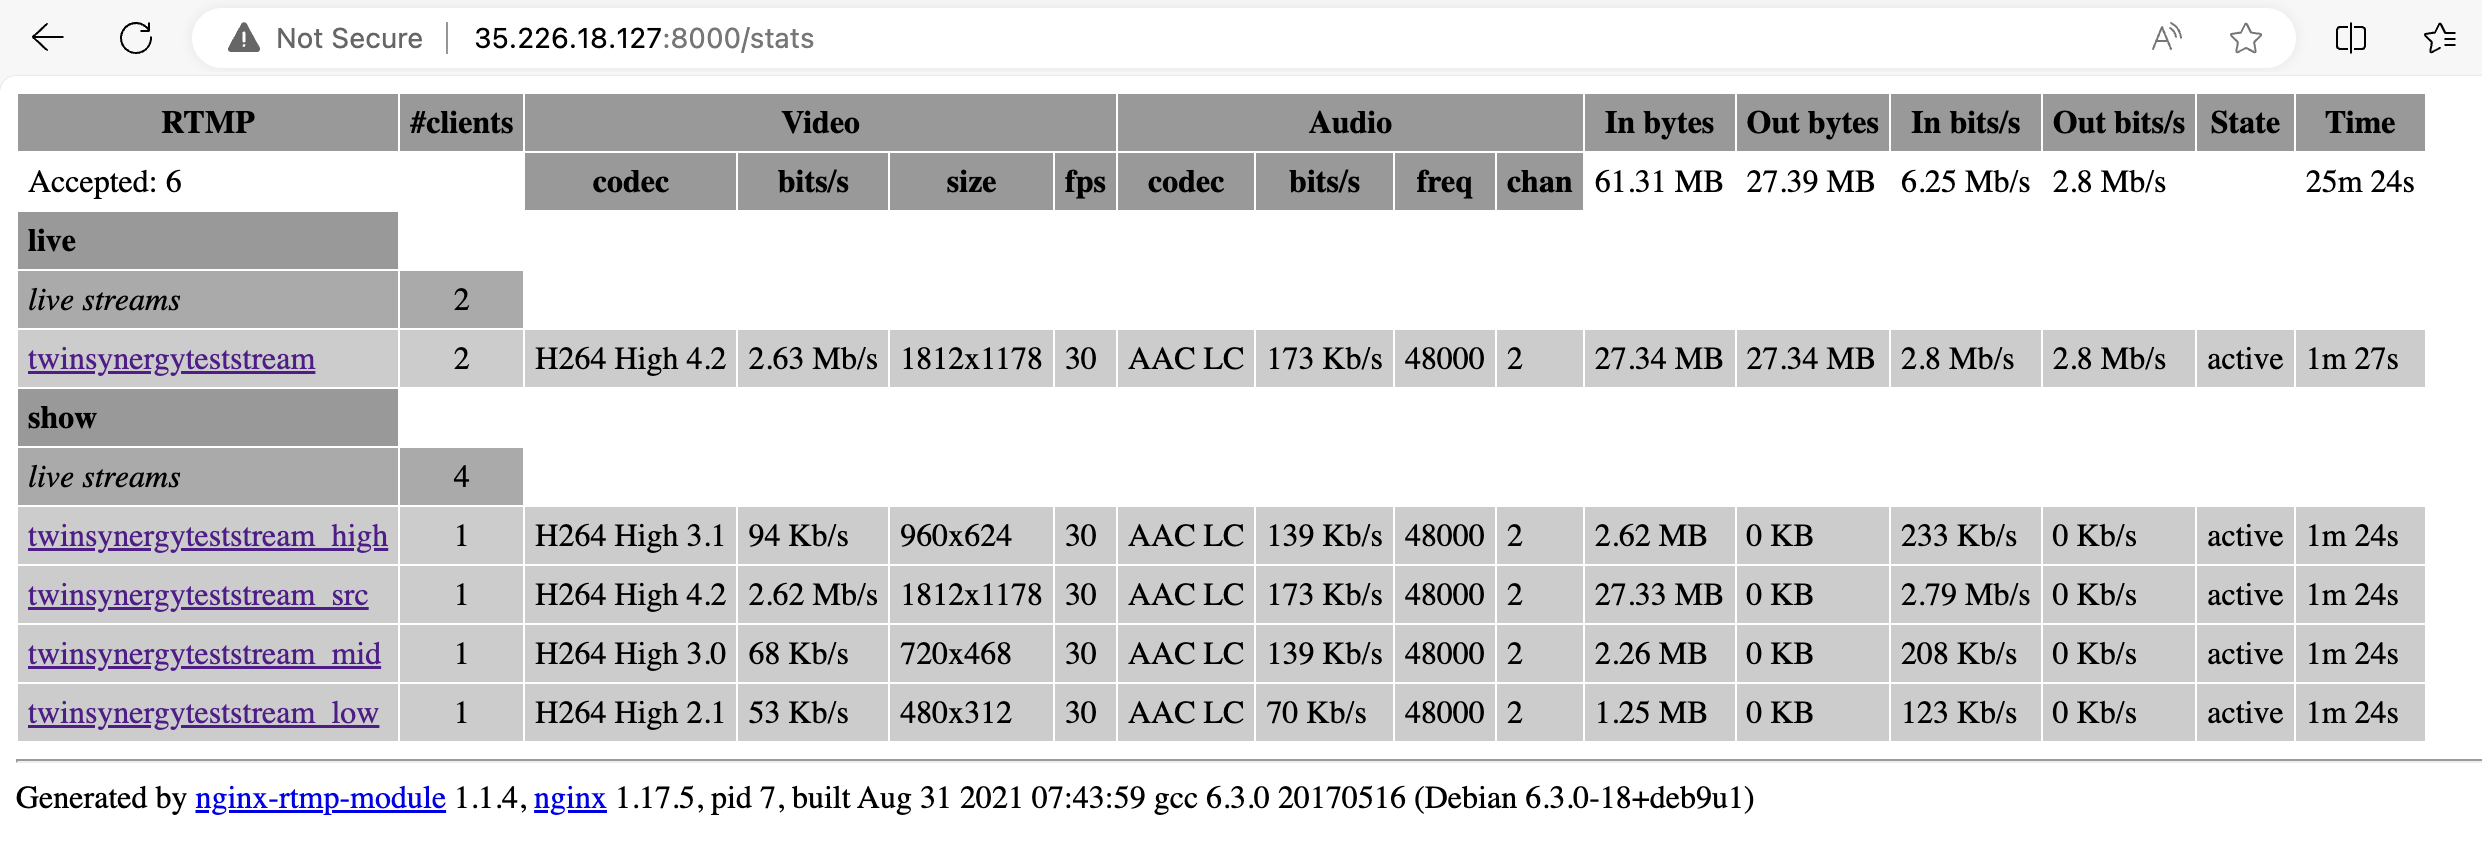 Not Secure 35.226.18.127:8000/stats
RTMP #clients Video Audio In bytes Out bytes In bits/s Out bits/s State Time
Accepted: 6 codec bits/s size fps codec bits/s freq chan 61.31 MB 27.39 MB 6.25 Mb/s 2.8 Mb/s 25m 24s
live
live streams 2
twinsynergyteststream 2 H264 High 4.2 2.63 Mb/s 1812x1178 30 AAC LC 173 Kb/s 48000 2 27.34 MB 27.34 MB 2.8 Mb/s 2.8 Mb/s active 1m 27s
show
live streams 4
twinsynergyteststream_high 1 H264 High 3.1 94 Kb/s 960x624 30 AAC LC 139 Kb/s 48000 2 2.62 MB 0 KB 233 Kb/s 0 Kb/s active 1m 24s
twinsynergyteststream_src 1 H264 High 4.2 2.62 Mb/s 1812x1178 30 AAC LC 173 Kb/s 48000 2 27.33 MB 0 KB 2.79 Mb/s 0 Kb/s active 1m 24s
twinsynergyteststream_mid 1 H264 High 3.0 68 Kb/s 720x468 30 AAC LC 139 Kb/s 48000 2 2.26 MB 0 KB 208 Kb/s 0 Kb/s active 1m 24s
twinsynergyteststream_low 1 H264 High 2.1 53 Kb/s 480x312 30 AAC LC 70 Kb/s 48000 2 1.25 MB 0 KB 123 Kb/s 0 Kb/s active 1m 24s
Generated by nginx-rtmp-module 1.1.4, nginx 1.17.5, pid 7, built Aug 31 2021 07:43:59 gcc 6.3.0 20170516 (Debian 6.3.0-18+deb9u1)